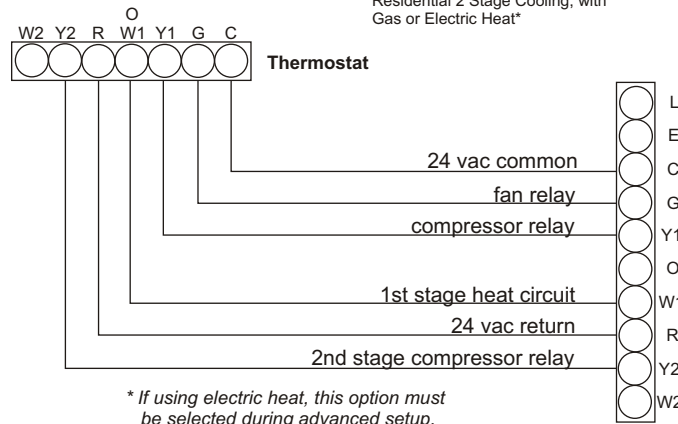 Residential 2 Stage Cooling, with
Gas or Electric Heat*
O
W2 Y2 R W1 Y1 G C
Thermostat
L
E
24 vac common C
fan relay G
compressor relay Y1
O
1st stage heat circuit W1
24 vac return R
2nd stage compressor relay Y2
W2
* If using electric heat, this option must
be selected during advanced setup.